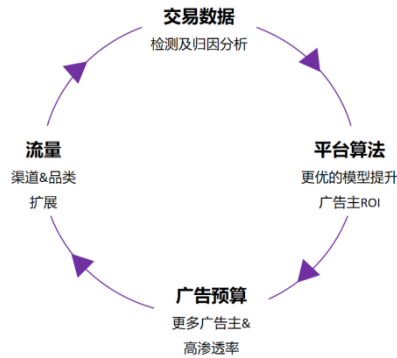 交易数据
检测及归因分析
流量
渠道&品类
扩展
平台算法
更优的模型提升
广告主ROI
广告预算
更多广告主&
高渗透率